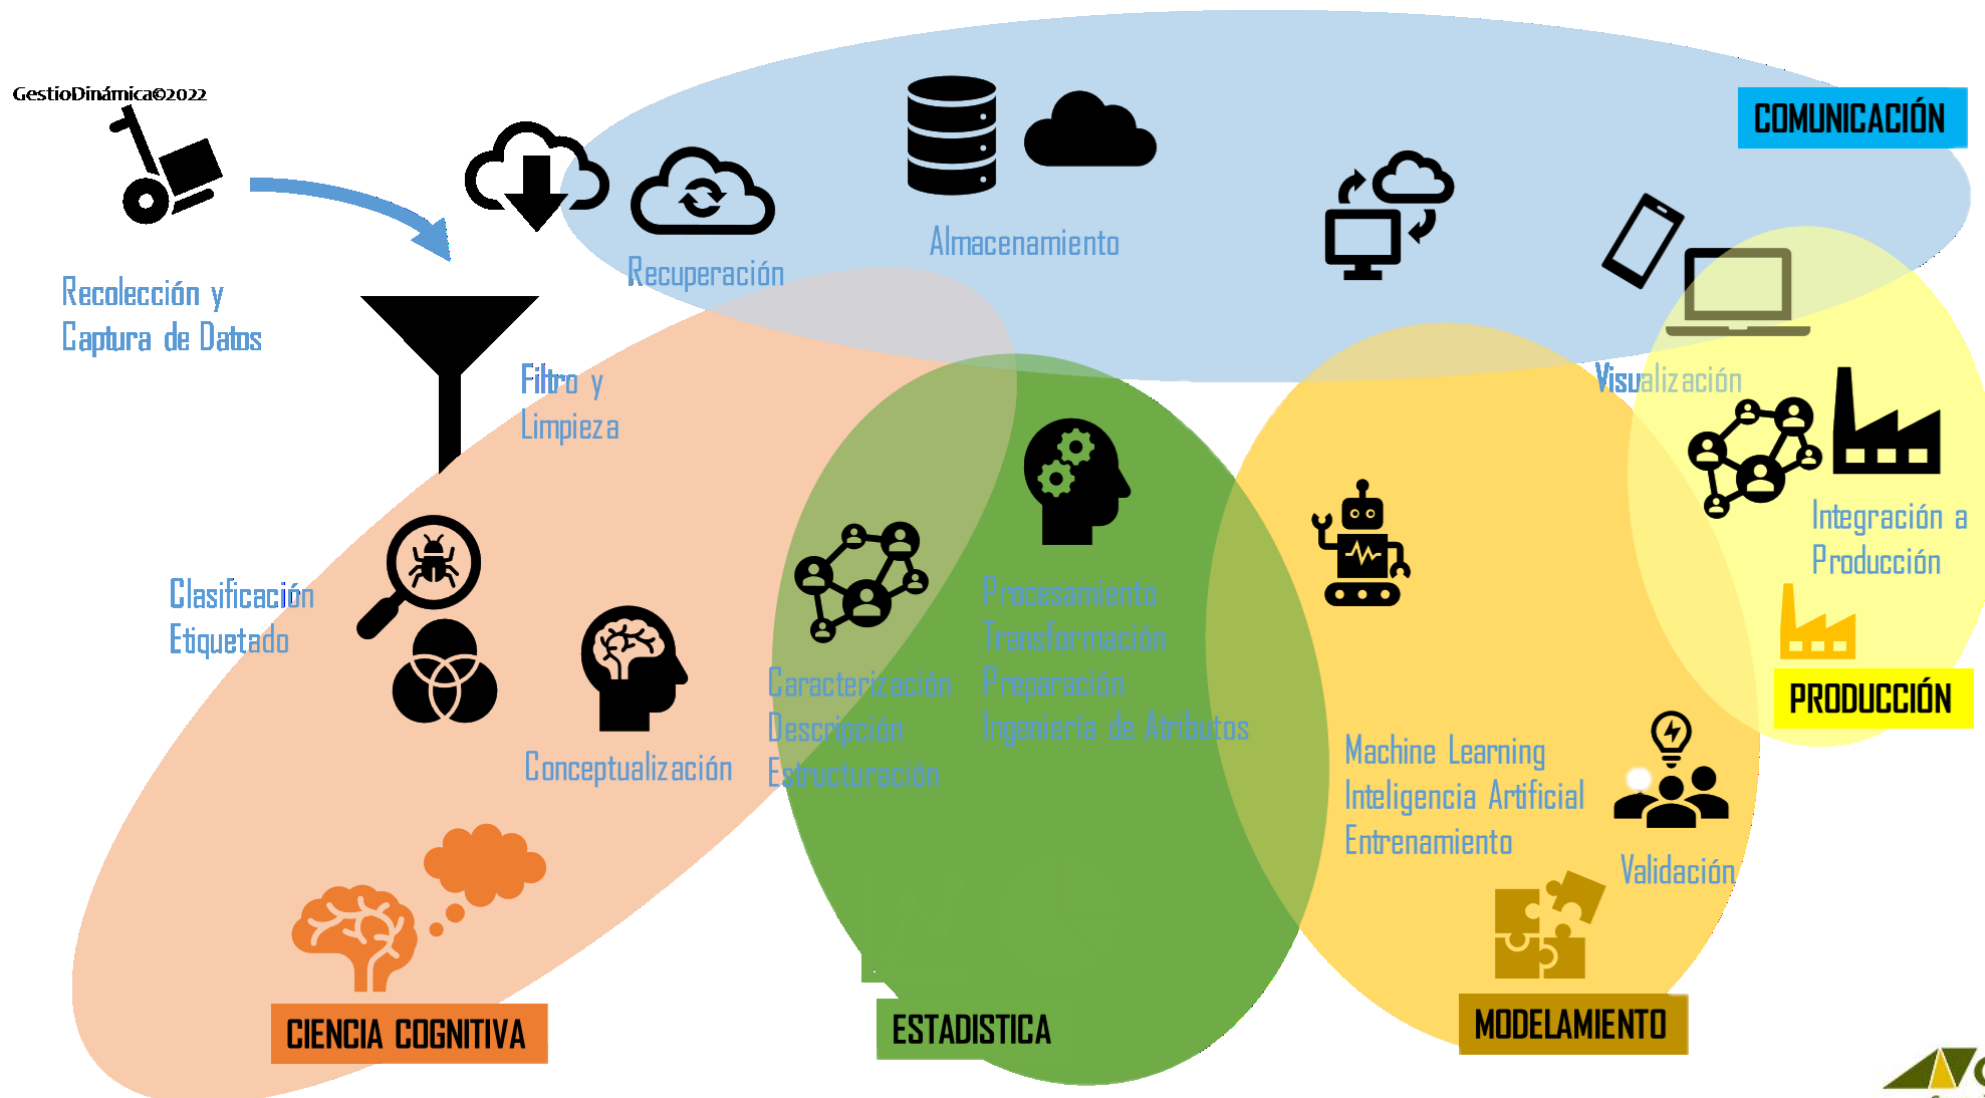 GestioDinámica©2022
COMUNICACIÓN
Recuperación
Almacenamiento
Recolección y
Captura de Datos
Filtro y
Limpieza
Visualización
Integración a
Producción
Clasificación
Etiquetado
Conceptualización
Caracterización
Descripción
Estructuración
Procesamiento
Transformación
Preparación
Ingeniería de Atributos
Machine Learning
Inteligencia Artificial
Entrenamiento
Validación
PRODUCCIÓN
CIENCIA COGNITIVA
ESTADISTICA
MODELAMIENTO